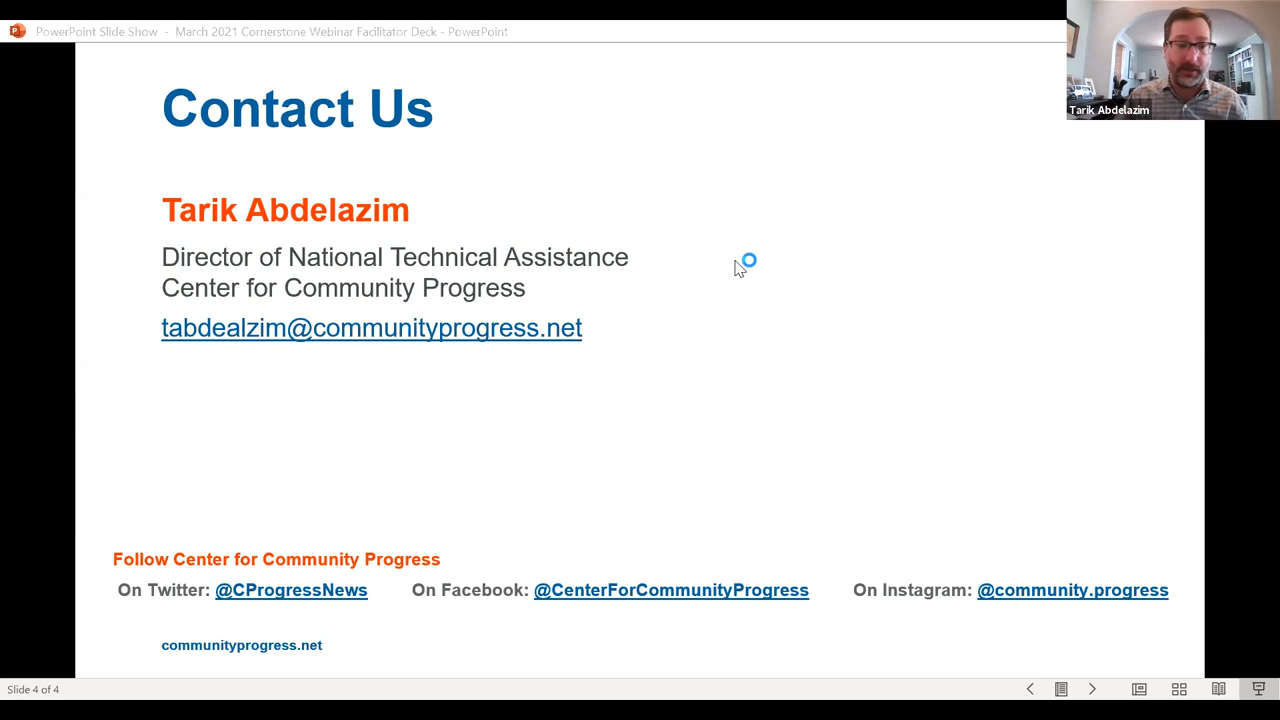 PowerPoint Slide Show - March 2021 Cornerstone Webinar Facilitator Deck - PowerPoint
Tarik Abdelazim
Contact Us
Tarik Abdelazim
Director of National Technical Assistance
Center for Community Progress
tabdealzim@communityprogress.net
Follow Center for Community Progress
On Twitter: @CProgressNews On Facebook: @CenterForCommunityProgress On Instagram: @community.progress
communityprogress.net
Slide 4 of 4